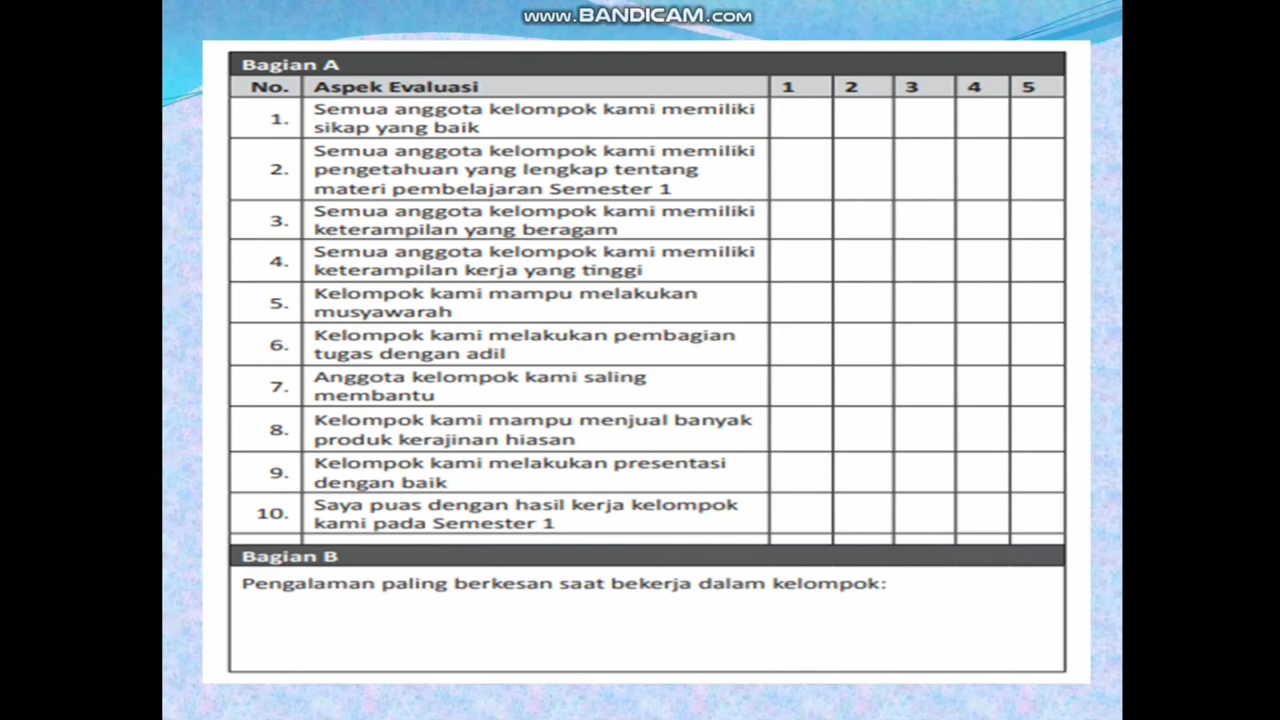 www.BANDICAM.com
Bagian A
No. Aspek Evaluasi 1 2 3 4 5
1. Semua anggota kelompok kami memiliki
sikap yang baik
2. Semua anggota kelompok kami memiliki
pengetahuan yang lengkap tentang
materi pembelajaran Semester 1
3. Semua anggota kelompok kami memiliki
keterampilan yang beragam
4. Semua anggota kelompok kami memiliki
keterampilan kerja yang tinggi
5. Kelompok kami mampu melakukan
musyawarah
6. Kelompok kami melakukan pembagian
tugas dengan adil
7. Anggota kelompok kami saling
membantu
8. Kelompok kami mampu menjual banyak
produk kerajinan hiasan
9. Kelompok kami melakukan presentasi
dengan baik
10. Saya puas dengan hasil kerja kelompok
kami pada Semester 1
Bagian B
Pengalaman paling berkesan saat bekerja dalam kelompok: